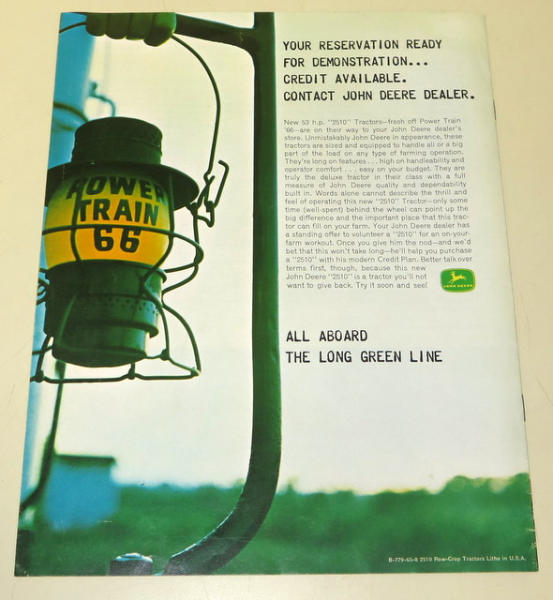 POWER
TRAIN
66
YOUR RESERVATION READY
FOR DEMONSTRATION...
CREDIT AVAILABLE.
CONTACT JOHN DEERE DEALER.
New 53 h.p. "2510" Tractors—fresh off Power Train
'66—are on their way to your John Deere dealer's
store. Unmistakably John Deere in appearance, these
tractors are sized and equipped to handle all or a big
part of the load on any type of farming operation.
They're long on features . . . high on handleability and
operator comfort . . . easy on your budget. They are
truly the deluxe tractor in their class with a full
measure of John Deere quality and dependability
built in. Words alone cannot describe the thrill and
feel of operating this new "2510" Tractor—only some
time (well-spent) behind the wheel can point up the
big difference and the important place that this trac-
tor can fill on your farm. Your John Deere dealer has
a standing offer to volunteer a "2510" for an on-your-
farm workout. Once you give him the nod—and we'd
bet that this won't take long—he'll help you purchase
a "2510" with his modern Credit Plan. Better talk over
terms first, though, because this new
John Deere "2510" is a tractor you'll not
want to give back. Try it soon and see!
JOHN DEERE
ALL ABOARD
THE LONG GREEN LINE
B-779-65-8 2510 Row-Crop Tractors Litho in U.S.A.